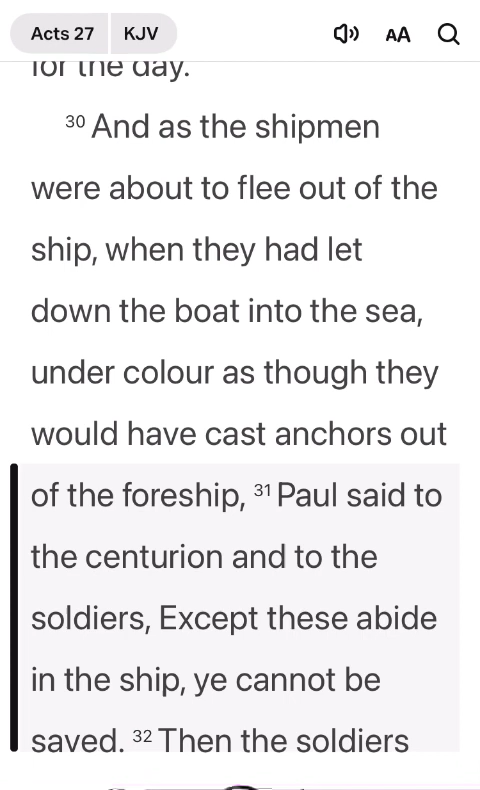 Acts 27 KJV AA
for the day.
30 And as the shipmen
were about to flee out of the
ship, when they had let
down the boat into the sea,
under colour as though they
would have cast anchors out
of the foreship, 31 Paul said to
the centurion and to the
soldiers, Except these abide
in the ship, ye cannot be
saved. 32 Then the soldiers